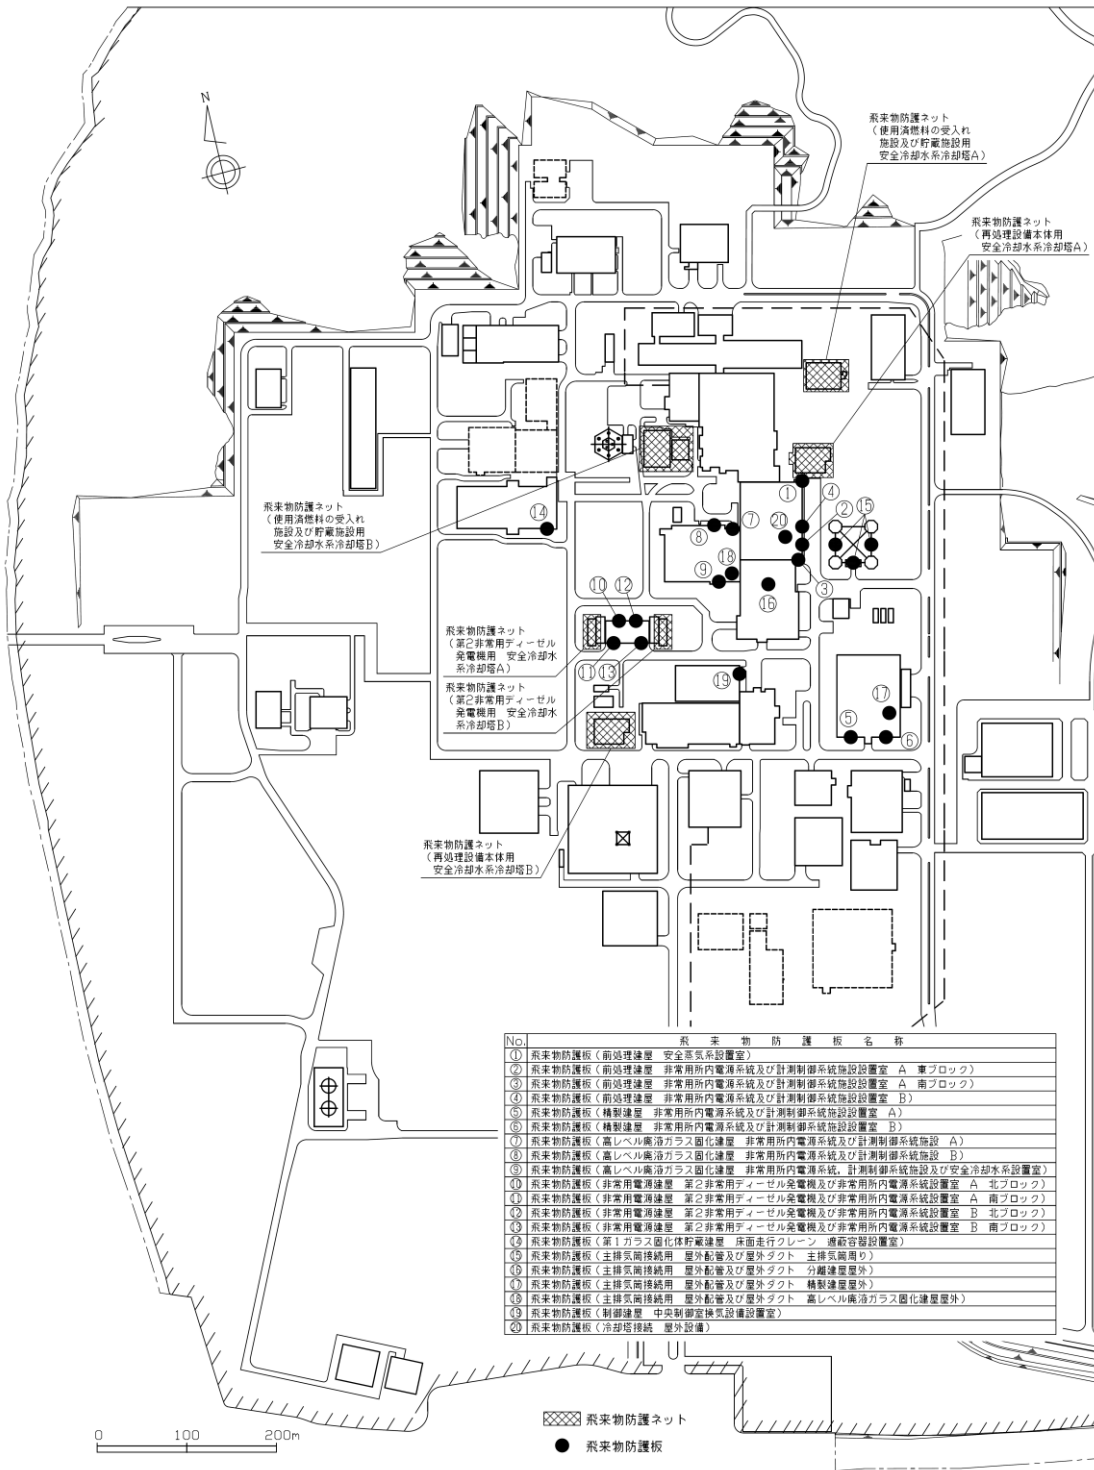 N
飛来物防護ネット
（使用済燃料の受入れ
施設及び貯蔵施設用
安全冷却水系冷却塔A）
飛来物防護ネット
（再処理設備本体用
安全冷却水系冷却塔A）
飛来物防護ネット
（使用済燃料の受入れ
施設及び貯蔵施設用
安全冷却水系冷却塔B）
① ④ ⑮
⑭ ⑦ ⑳ ②
⑧
⑱
⑨ ③
⑩ ⑫ ⑯
飛来物防護ネット
（第2非常用ディーゼル
発電機用 安全冷却水
系冷却塔A）
⑪ ⑬
⑲
飛来物防護ネット
（第2非常用ディーゼル
発電機用 安全冷却水
系冷却塔B）
⑰
⑤ ⑥
飛来物防護ネット
（再処理設備本体用
安全冷却水系冷却塔B）
No. 飛来物防護板名称
① 飛来物防護板（前処理建屋 安全蒸気系設置室）
② 飛来物防護板（前処理建屋 非常用所内電源系統及び計測制御系統施設設置室 A 東ブロック）
③ 飛来物防護板（前処理建屋 非常用所内電源系統及び計測制御系統施設設置室 A 南ブロック）
④ 飛来物防護板（前処理建屋 非常用所内電源系統及び計測制御系統施設設置室 B）
⑤ 飛来物防護板（精製建屋 非常用所内電源系統及び計測制御系統施設設置室 A）
⑥ 飛来物防護板（精製建屋 非常用所内電源系統及び計測制御系統施設設置室 B）
⑦ 飛来物防護板（高レベル廃液ガラス固化建屋 非常用所内電源系統及び計測制御系統施設 A）
⑧ 飛来物防護板（高レベル廃液ガラス固化建屋 非常用所内電源系統及び計測制御系統施設 B）
⑨ 飛来物防護板（高レベル廃液ガラス固化建屋 非常用所内電源系統，計測制御系統施設及び安全冷却水系設置室）
⑩ 飛来物防護板（非常用電源建屋 第2非常用ディーゼル発電機及び非常用所内電源系統設置室 A 北ブロック）
⑪ 飛来物防護板（非常用電源建屋 第2非常用ディーゼル発電機及び非常用所内電源系統設置室 A 南ブロック）
⑫ 飛来物防護板（非常用電源建屋 第2非常用ディーゼル発電機及び非常用所内電源系統設置室 B 北ブロック）
⑬ 飛来物防護板（非常用電源建屋 第2非常用ディーゼル発電機及び非常用所内電源系統設置室 B 南ブロック）
⑭ 飛来物防護板（第1ガラス固化体貯蔵建屋 床面走行クレーン 遮蔽容器設置室）
⑮ 飛来物防護板（主排気筒接続用 屋外配管及び屋外ダクト 主排気筒周り）
⑯ 飛来物防護板（主排気筒接続用 屋外配管及び屋外ダクト 分離建屋屋外）
⑰ 飛来物防護板（主排気筒接続用 屋外配管及び屋外ダクト 精製建屋屋外）
⑱ 飛来物防護板（主排気筒接続用 屋外配管及び屋外ダクト 高レベル廃液ガラス固化建屋屋外）
⑲ 飛来物防護板（制御建屋 中央制御室換気設備設置室）
⑳ 飛来物防護板（冷却塔接続 屋外設備）
飛来物防護ネット
飛来物防護板
0 100 200m